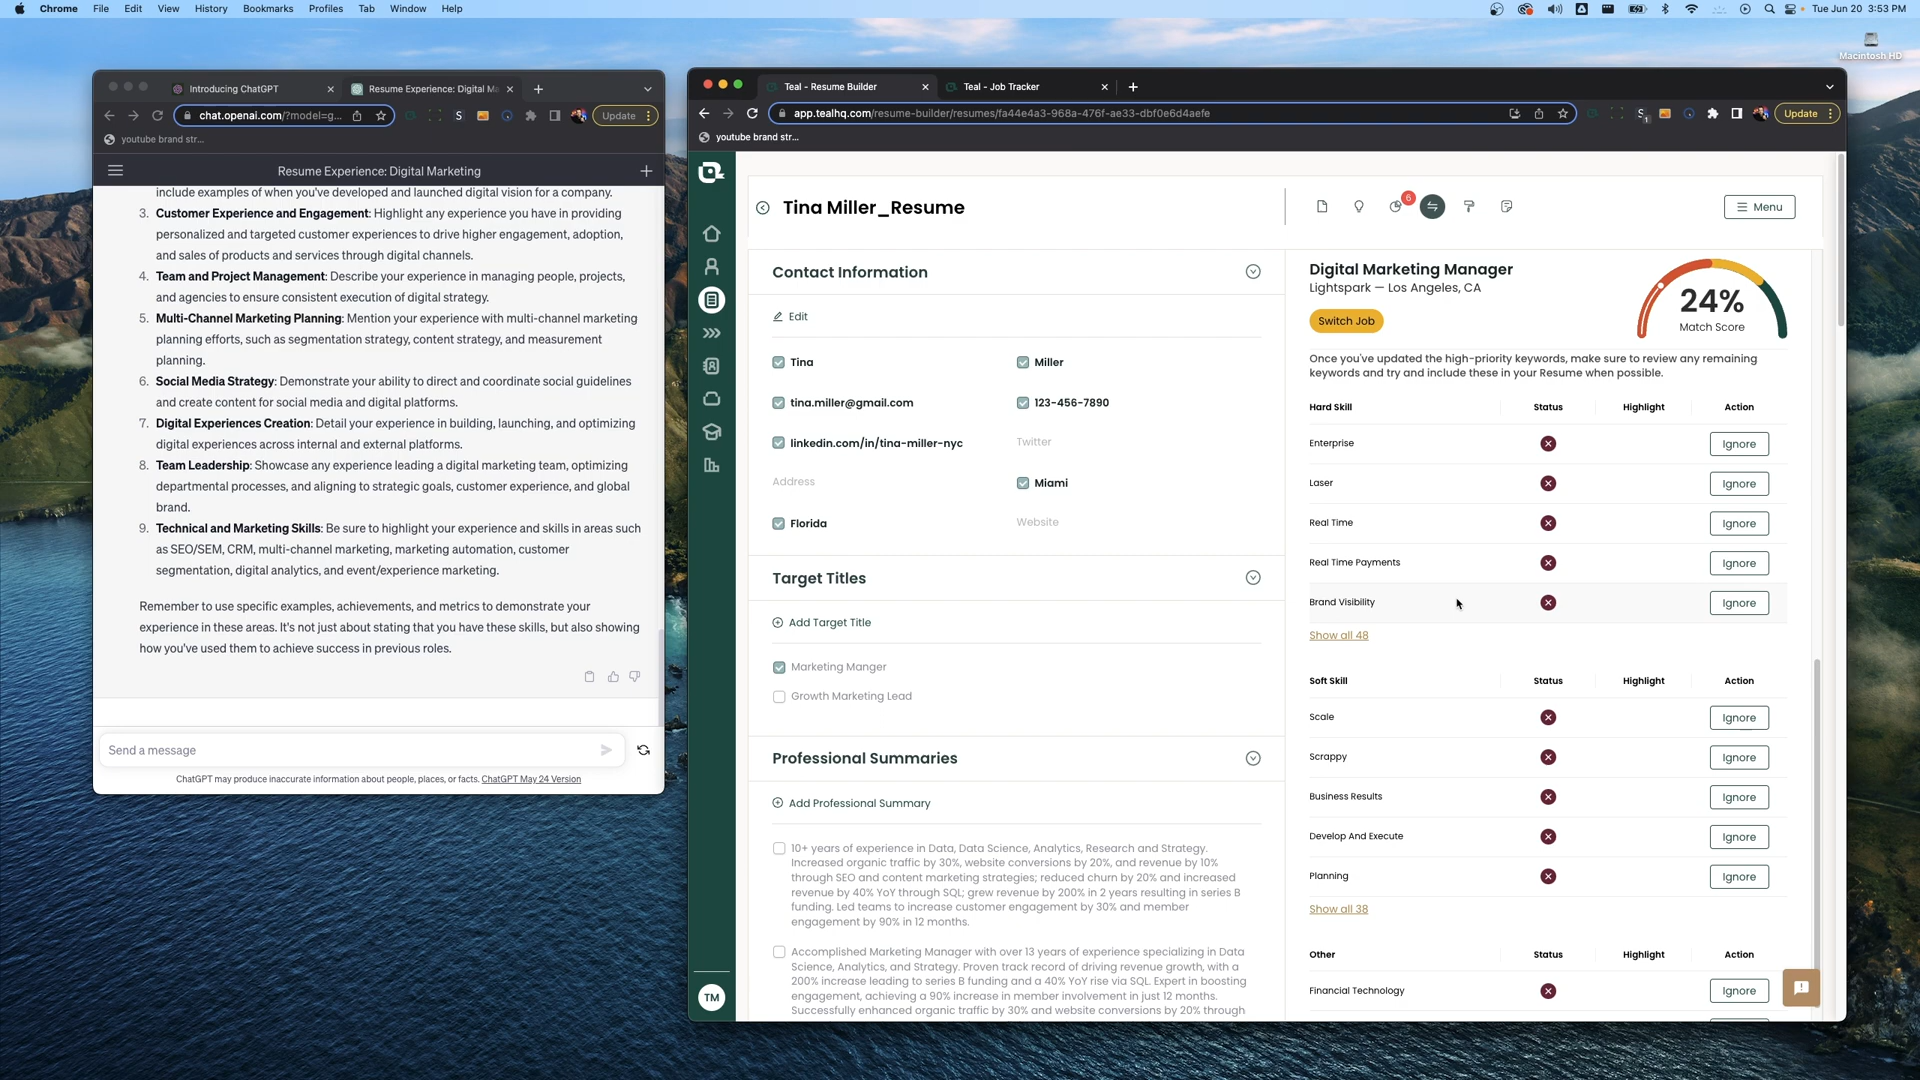 Chrome File Edit View History Bookmarks Profiles Tab Window Help
Tue Jun 20 3:53 PM
Macintosh HD
Introducing ChatGPT
Resume Experience: Digital Ma
chat.openai.com/?model=g...
S
Update
youtube brand str...
Resume Experience: Digital Marketing
include examples of when you've developed and launched digital vision for a company.
3. Customer Experience and Engagement: Highlight any experience you have in providing
personalized and targeted customer experiences to drive higher engagement, adoption,
and sales of products and services through digital channels.
4. Team and Project Management: Describe your experience in managing people, projects,
and agencies to ensure consistent execution of digital strategy.
5. Multi-Channel Marketing Planning: Mention your experience with multi-channel marketing
planning efforts, such as segmentation strategy, content strategy, and measurement
planning.
6. Social Media Strategy: Demonstrate your ability to direct and coordinate social guidelines
and create content for social media and digital platforms.
7. Digital Experiences Creation: Detail your experience in building, launching, and optimizing
digital experiences across internal and external platforms.
8. Team Leadership: Showcase any experience leading a digital marketing team, optimizing
departmental processes, and aligning to strategic goals, customer experience, and global
brand.
9. Technical and Marketing Skills: Be sure to highlight your experience and skills in areas such
as SEO/SEM, CRM, multi-channel marketing, marketing automation, customer
segmentation, digital analytics, and event/experience marketing.
Remember to use specific examples, achievements, and metrics to demonstrate your
experience in these areas. It's not just about stating that you have these skills, but also showing
how you've used them to achieve success in previous roles.
Send a message
ChatGPT may produce inaccurate information about people, places, or facts. ChatGPT May 24 Version
Teal - Resume Builder
Teal - Job Tracker
app.tealhq.com/resume-builder/resumes/fa44e4a3-968a-476f-ae33-dbf0e6d4aefe
S 1
Update
youtube brand str...
Tina Miller_Resume
6
Menu
Contact Information
Edit
Tina Miller
tina.miller@gmail.com 123-456-7890
linkedin.com/in/tina-miller-nyc Twitter
Address Miami
Florida Website
Target Titles
Add Target Title
Marketing Manger
Growth Marketing Lead
Professional Summaries
Add Professional Summary
10+ years of experience in Data, Data Science, Analytics, Research and Strategy.
Increased organic traffic by 30%, website conversions by 20%, and revenue by 10%
through SEO and content marketing strategies; reduced churn by 20% and increased
revenue by 40% YoY through SQL; grew revenue by 200% in 2 years resulting in series B
funding. Led teams to increase customer engagement by 30% and member
engagement by 90% in 12 months.
Accomplished Marketing Manager with over 13 years of experience specializing in Data
Science, Analytics, and Strategy. Proven track record of driving revenue growth, with a
200% increase leading to series B funding and a 40% YoY rise via SQL. Expert in boosting
engagement, achieving a 90% increase in member involvement in just 12 months.
Successfully enhanced organic traffic by 30% and website conversions by 20% through
TM
Digital Marketing Manager
Lightspark — Los Angeles, CA
Switch Job
24%
Match Score
Once you've updated the high-priority keywords, make sure to review any remaining
keywords and try and include these in your Resume when possible.
Hard Skill Status Highlight Action
Enterprise Ignore
Laser Ignore
Real Time Ignore
Real Time Payments Ignore
Brand Visibility Ignore
Show all 48
Soft Skill Status Highlight Action
Scale Ignore
Scrappy Ignore
Business Results Ignore
Develop And Execute Ignore
Planning Ignore
Show all 38
Other Status Highlight Action
Financial Technology Ignore